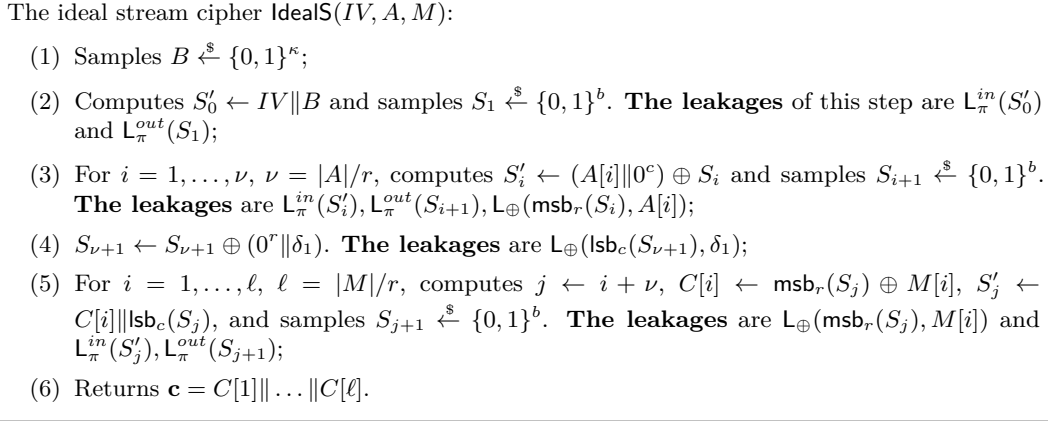 The ideal stream cipher IdealS(IV, A, M):
(1) Samples B ←$ {0, 1}^κ;
(2) Computes S′_0 ← IV∥B and samples S_1 ←$ {0, 1}^b. The leakages of this step are L^in_π(S′_0)
and L^out_π(S_1);
(3) For i = 1, . . . , ν, ν = |A|/r, computes S′_i ← (A[i]∥0^c) ⊕ S_i and samples S_{i+1} ←$ {0, 1}^b.
The leakages are L^in_π(S′_i), L^out_π(S_{i+1}), L_⊕(msb_r(S_i), A[i]);
(4) S_{ν+1} ← S_{ν+1} ⊕ (0^r∥δ_1). The leakages are L_⊕(lsb_c(S_{ν+1}), δ_1);
(5) For i = 1, . . . , ℓ, ℓ = |M|/r, computes j ← i + ν, C[i] ← msb_r(S_j) ⊕ M[i], S′_j ←
C[i]∥lsb_c(S_j), and samples S_{j+1} ←$ {0, 1}^b. The leakages are L_⊕(msb_r(S_j), M[i]) and
L^in_π(S′_j), L^out_π(S_{j+1});
(6) Returns c = C[1]∥ . . . ∥C[ℓ].